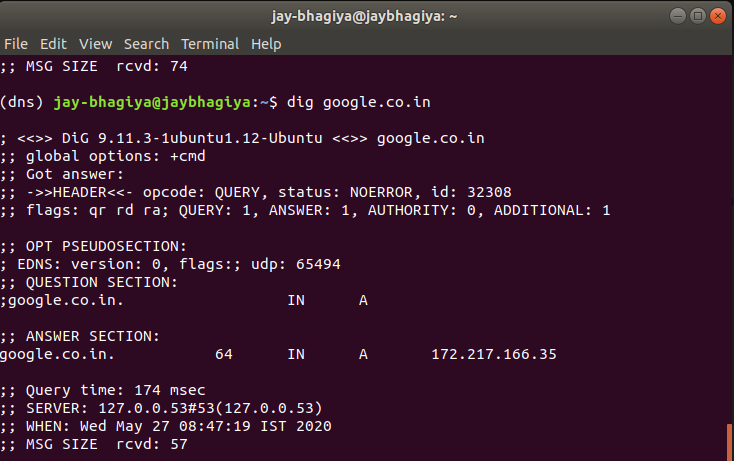 jay-bhagiya@jaybhagiya: ~
File Edit View Search Terminal Help
;; MSG SIZE  rcvd: 74
(dns) jay-bhagiya@jaybhagiya:~$ dig google.co.in
; <<>> DiG 9.11.3-1ubuntu1.12-Ubuntu <<>> google.co.in
;; global options: +cmd
;; Got answer:
;; ->>HEADER<<- opcode: QUERY, status: NOERROR, id: 32308
;; flags: qr rd ra; QUERY: 1, ANSWER: 1, AUTHORITY: 0, ADDITIONAL: 1
;; OPT PSEUDOSECTION:
; EDNS: version: 0, flags:; udp: 65494
;; QUESTION SECTION:
;google.co.in.                  IN      A
;; ANSWER SECTION:
google.co.in.           64      IN      A       172.217.166.35
;; Query time: 174 msec
;; SERVER: 127.0.0.53#53(127.0.0.53)
;; WHEN: Wed May 27 08:47:19 IST 2020
;; MSG SIZE  rcvd: 57